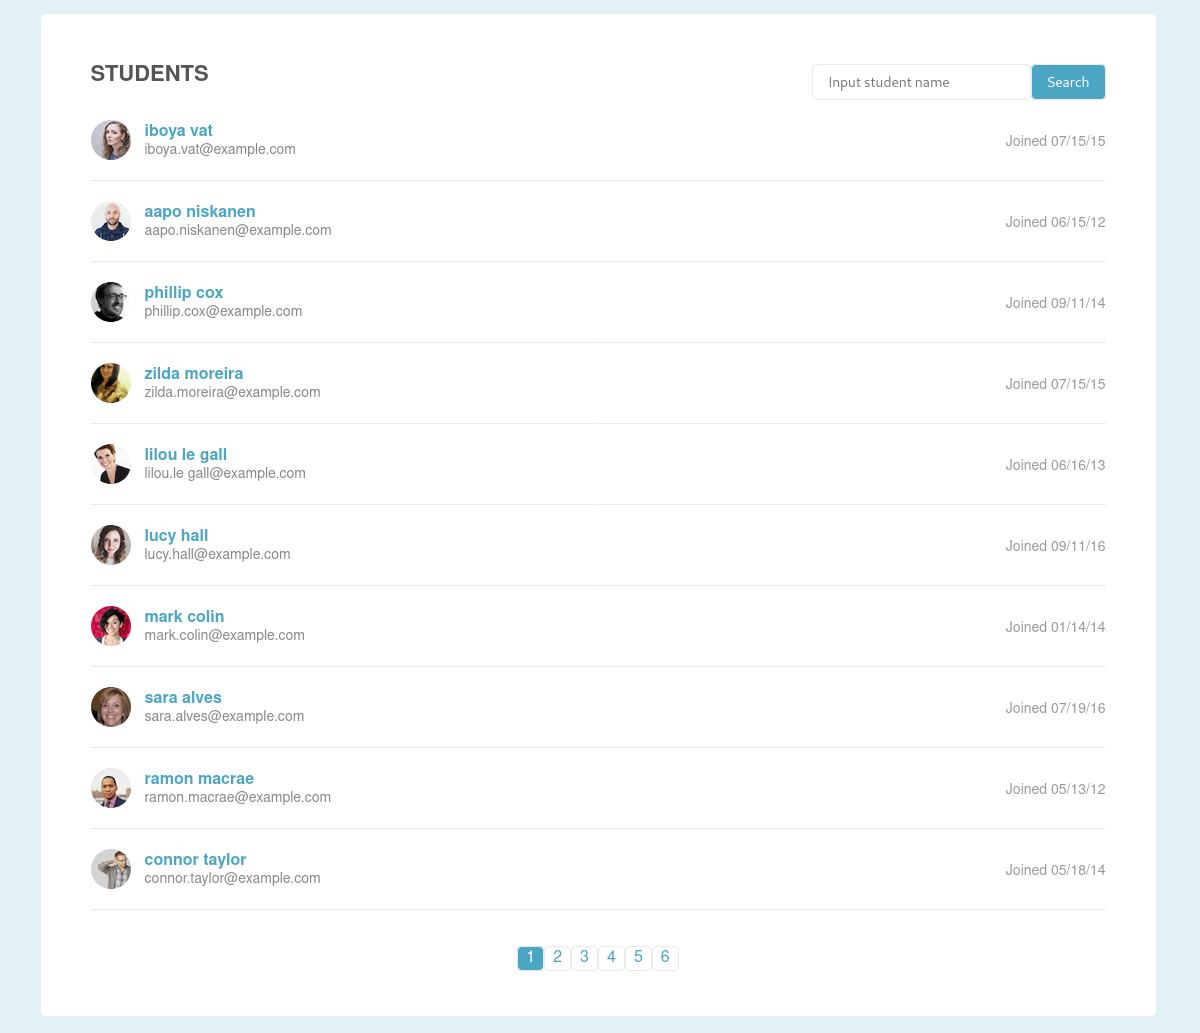 STUDENTS
Input student name Search
iboya vat
iboya.vat@example.com
Joined 07/15/15
aapo niskanen
aapo.niskanen@example.com
Joined 06/15/12
phillip cox
phillip.cox@example.com
Joined 09/11/14
zilda moreira
zilda.moreira@example.com
Joined 07/15/15
lilou le gall
lilou.le gall@example.com
Joined 06/16/13
lucy hall
lucy.hall@example.com
Joined 09/11/16
mark colin
mark.colin@example.com
Joined 01/14/14
sara alves
sara.alves@example.com
Joined 07/19/16
ramon macrae
ramon.macrae@example.com
Joined 05/13/12
connor taylor
connor.taylor@example.com
Joined 05/18/14
1 2 3 4 5 6